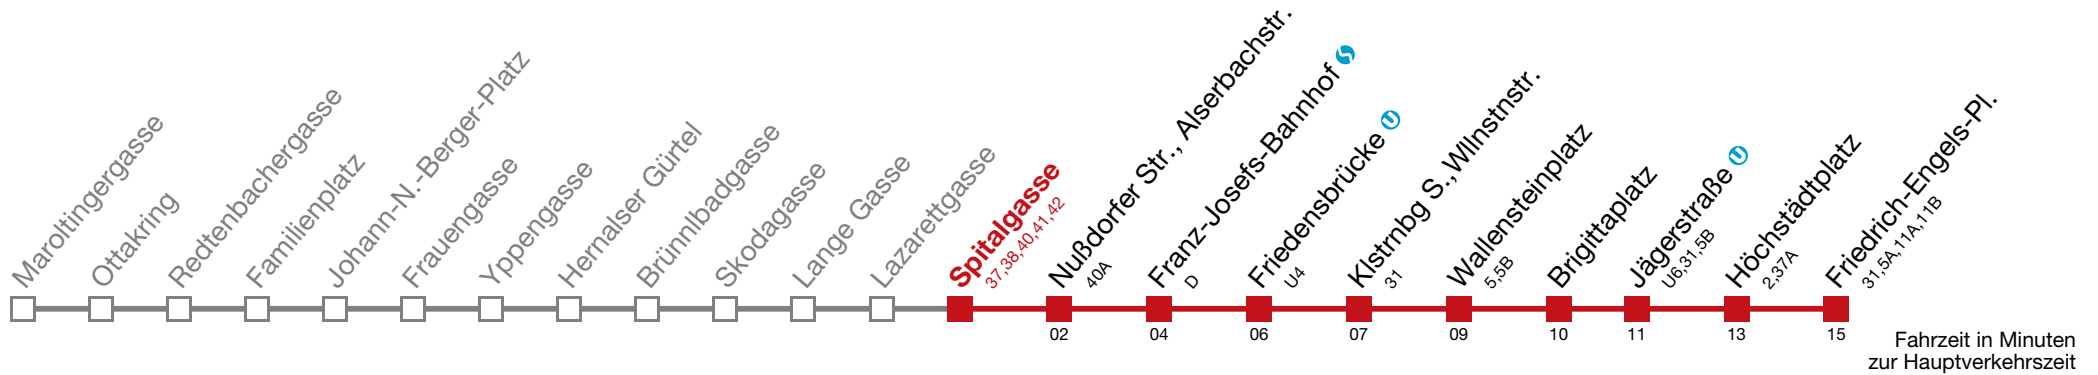 Maroltingergasse
Ottakring
Redtenbachergasse
Familienplatz
Johann-N.-Berger-Platz
Frauengasse
Yppengasse
Hernalser Gürtel
Brünnlbadgasse
Skodagasse
Lange Gasse
Lazarettgasse
Spitalgasse
37,38,40,41,42
Nußdorfer Str., Alserbachstr.
40A
02
Franz-Josefs-Bahnhof
D
04
Friedensbrücke U
U4
06
Klstrnbg S.,Wllnstnstr.
31
07
Wallensteinplatz
5,5B
09
Brigittaplatz
10
Jägerstraße U
U6,31,5B
11
Höchstädtplatz
2,37A
13
Friedrich-Engels-Pl.
31,5A,11A,11B
15
Fahrzeit in Minuten
zur Hauptverkehrszeit